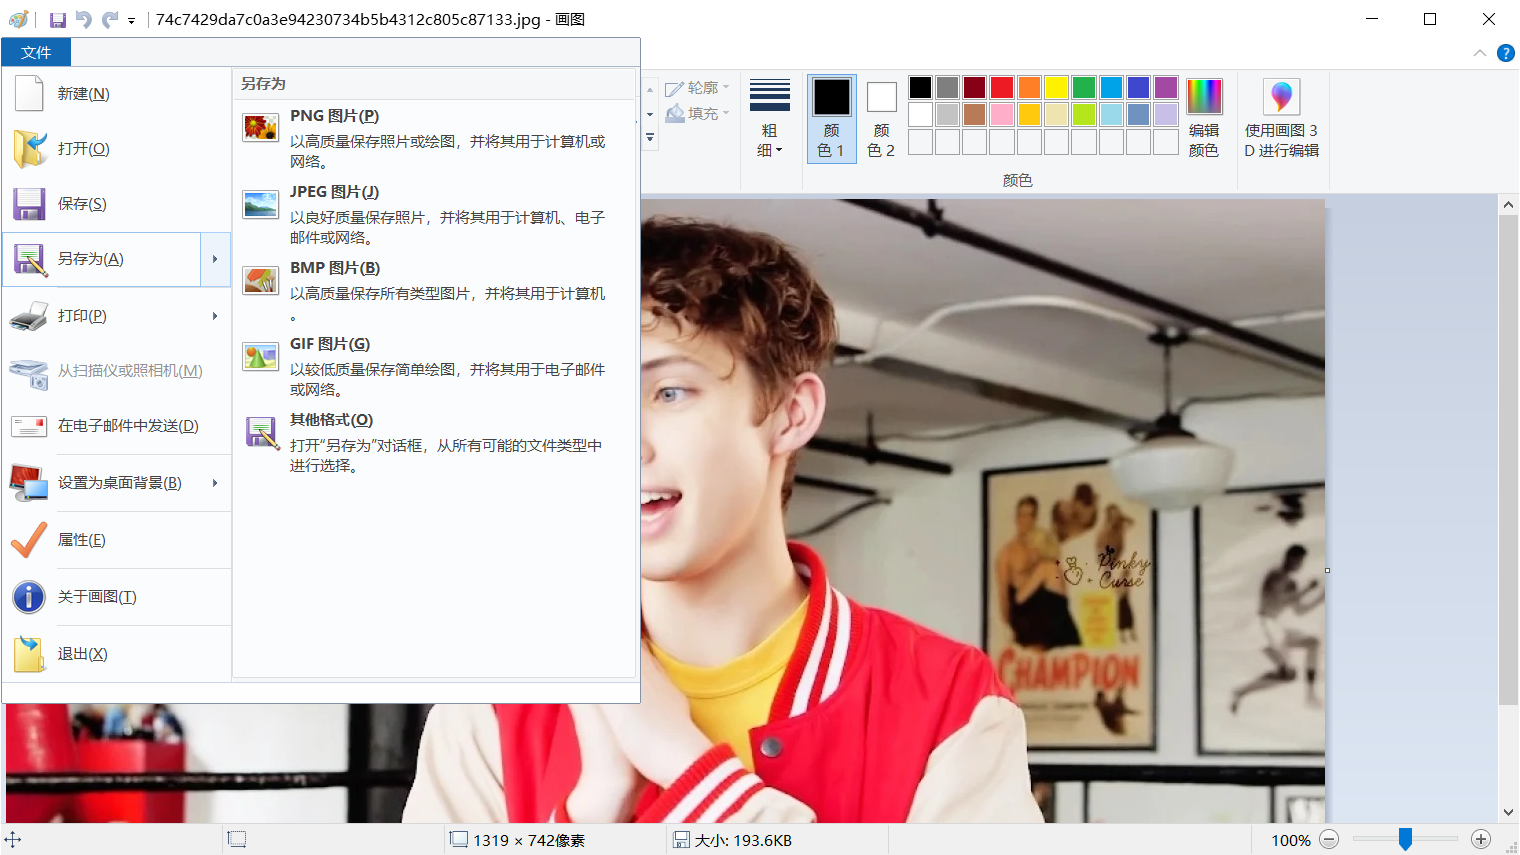 74c7429da7c0a3e94230734b5b4312c805c87133.jpg - 画图
文件
新建(N)
打开(O)
保存(S)
另存为(A)
打印(P)
从扫描仪或照相机(M)
在电子邮件中发送(D)
设置为桌面背景(B)
属性(E)
关于画图(T)
退出(X)
另存为
PNG 图片(P)
以高质量保存照片或绘图，并将其用于计算机或
网络。
JPEG 图片(J)
以良好质量保存照片，并将其用于计算机、电子
邮件或网络。
BMP 图片(B)
以高质量保存所有类型图片，并将其用于计算机
。
GIF 图片(G)
以较低质量保存简单绘图，并将其用于电子邮件
或网络。
其他格式(O)
打开“另存为”对话框，从所有可能的文件类型中
进行选择。
轮廓
填充
粗
细
颜
色 1
颜
色 2
编辑
颜色
使用画图 3
D 进行编辑
颜色
Pinky
Curse
CHAMPION
1319 × 742像素
大小: 193.6KB
100%